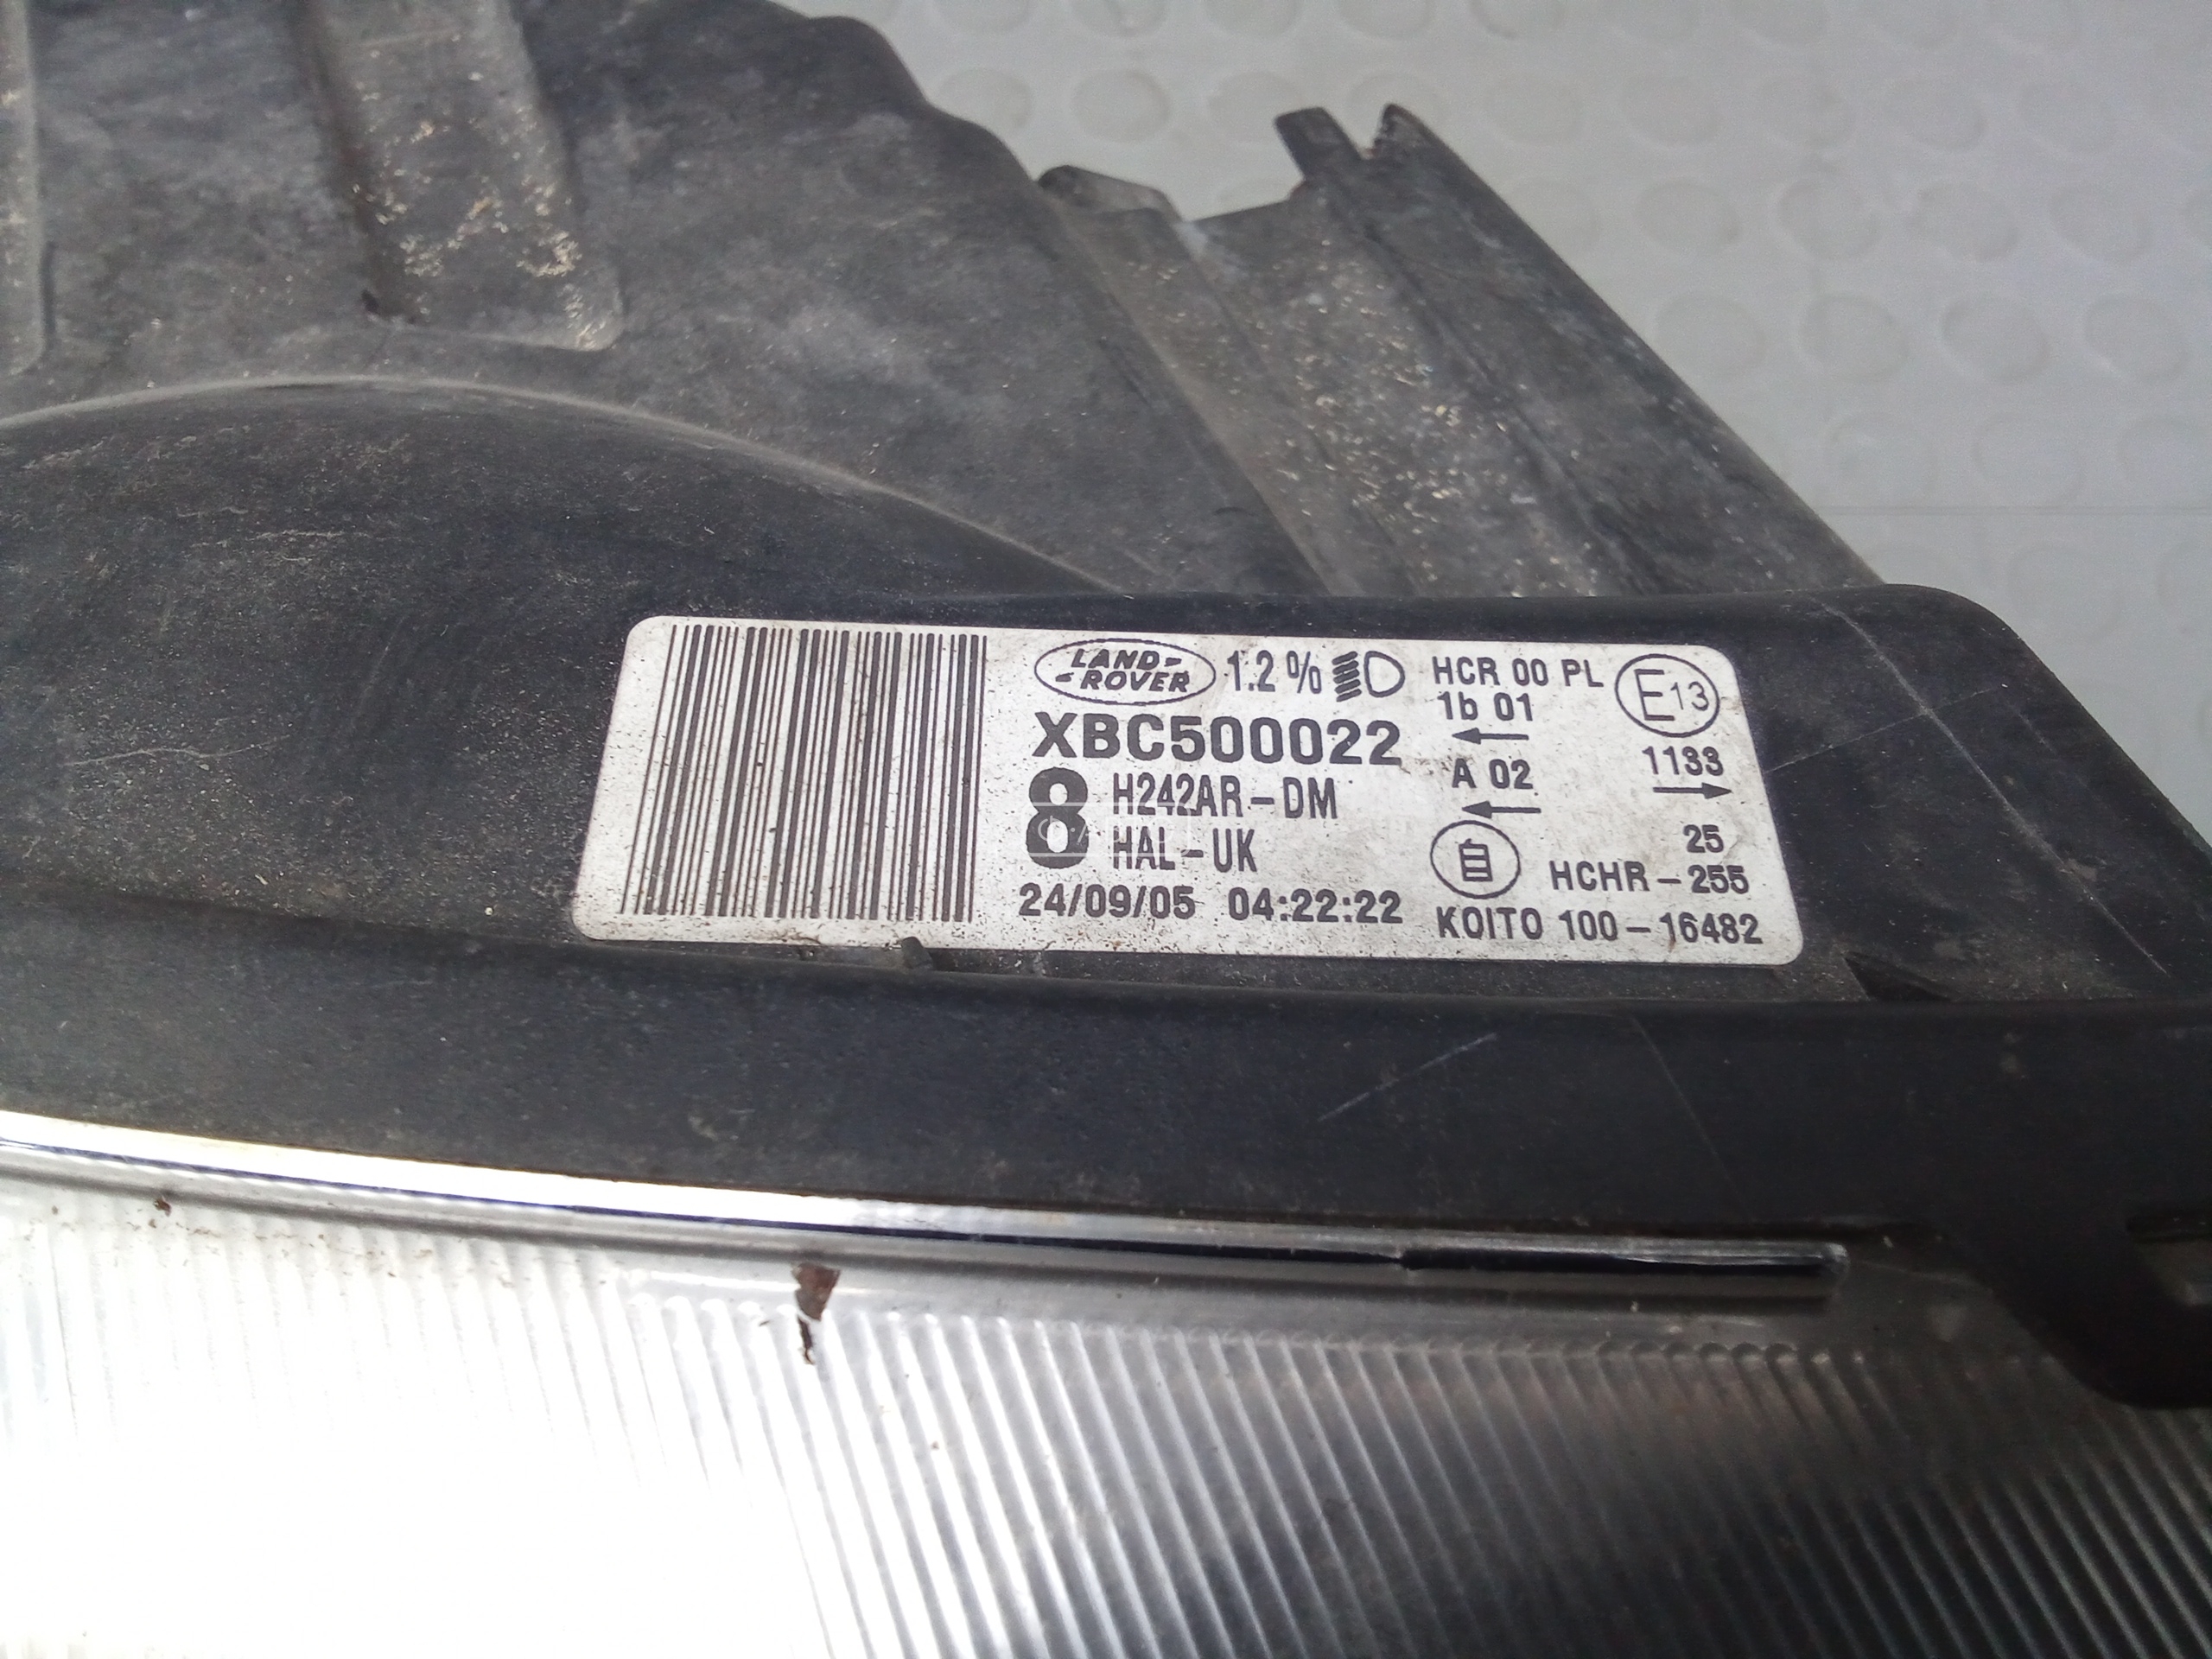 LAND-
-ROVER
1.2%
XBC500022
8 H242AR-DM
HAL-UK
24/09/05 04:22:22
HCR 00 PL
1b 01
←
A 02
←
E13
1133
→
25
自 HCHR-255
KOITO 100-16482